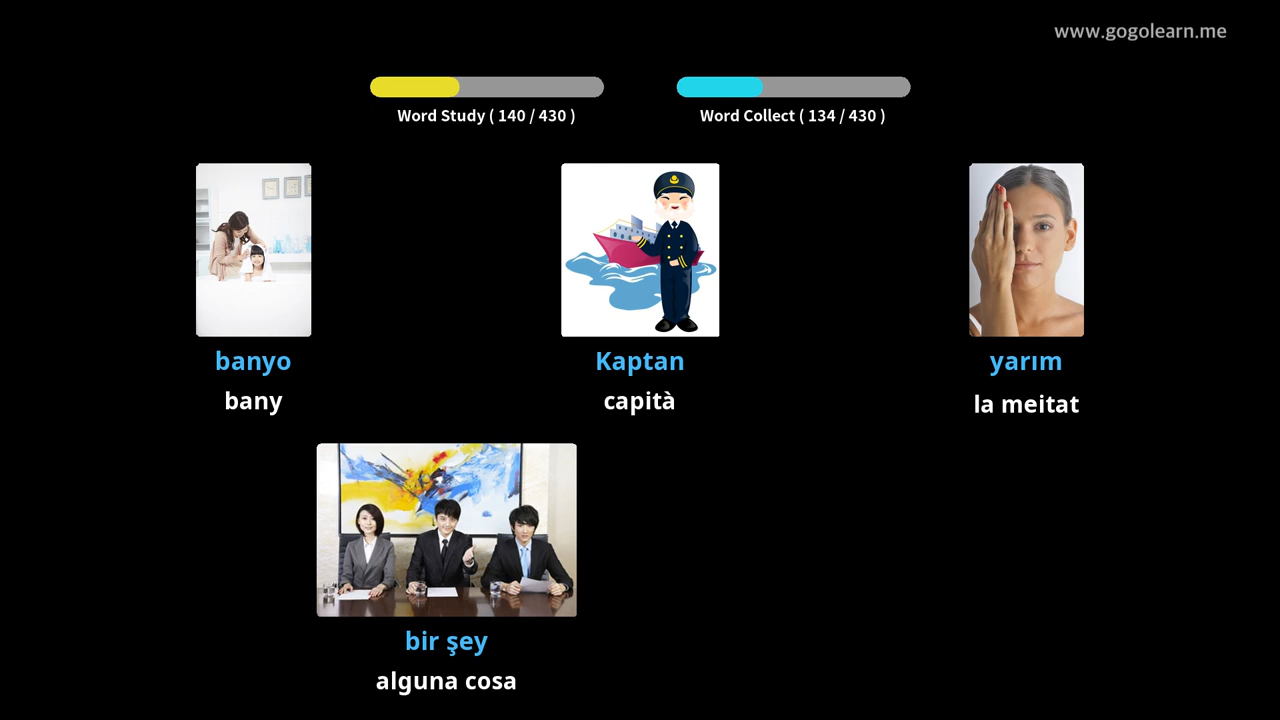 www.gogolearn.me
Word Study ( 140 / 430 )
Word Collect ( 134 / 430 )
banyo
bany
Kaptan
capità
yarım
la meitat
bir şey
alguna cosa